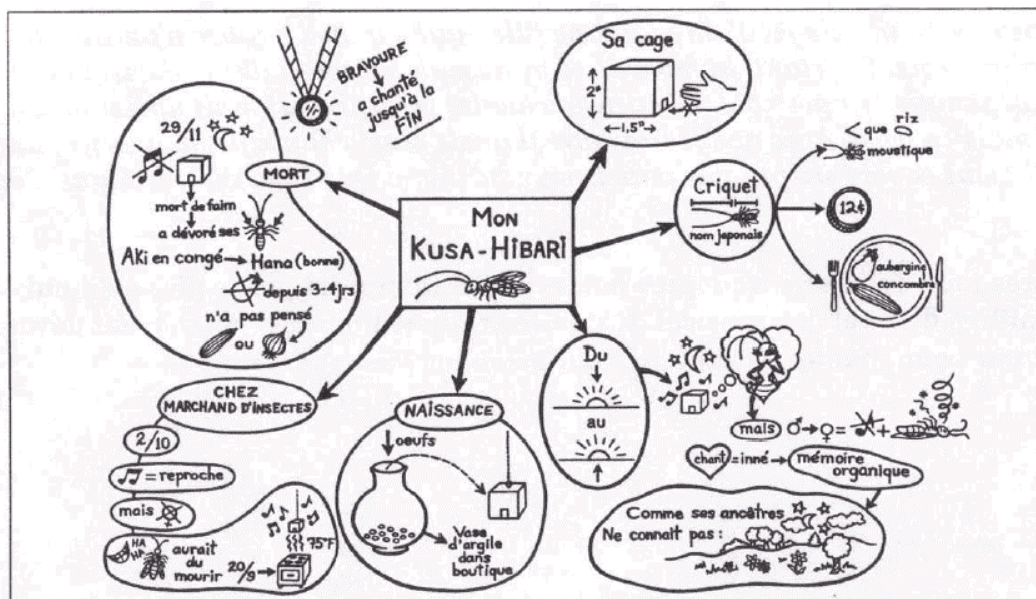 MON
KUSA-HIBARI
Sa cage
2"
1,5"
Criquet
nom japonais
< que riz
moustique
12¢
aubergine
concombre
Du
au
mais ♂ → ♀ =
+
chant = inné → mémoire
organique
Comme ses ancêtres
Ne connaît pas :
NAISSANCE
oeufs
Vase
d'argile
dans
boutique
CHEZ
MARCHAND D'INSECTES
2/10
= reproche
mais
HA
HA
aurait
du
mourir 20/9 →
75°F
MORT
29/11
mort de faim
a dévoré ses
Aki en congé → Hana (bonne)
depuis 3-4 jrs
n'a pas pensé
ou
BRAVOURE
a chanté
jusqu'à la
FIN